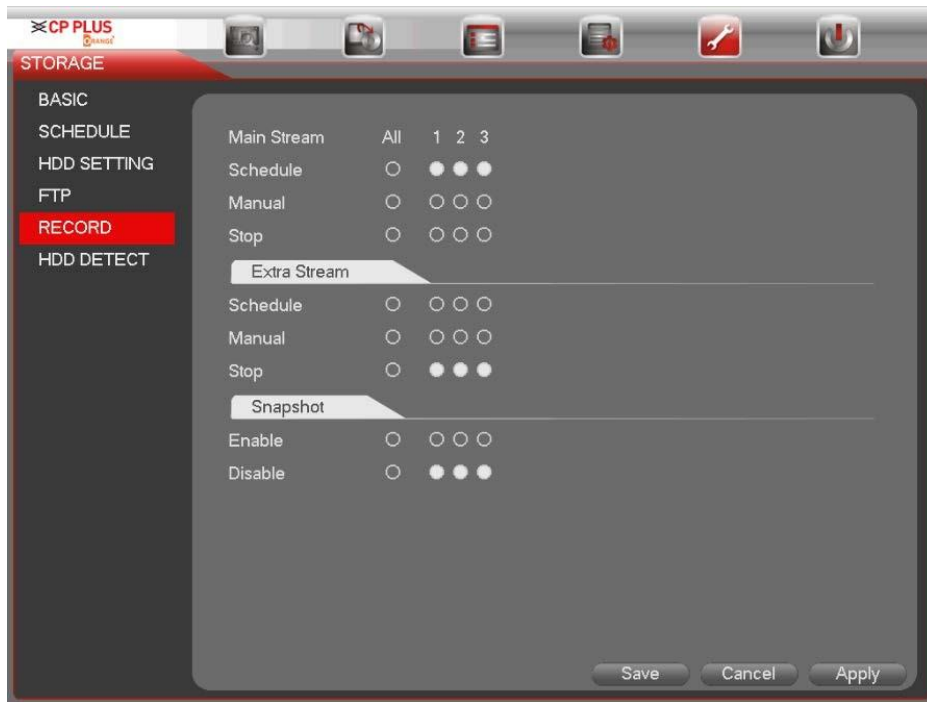 CP PLUS
ORANGE
STORAGE
BASIC
SCHEDULE
HDD SETTING
FTP
RECORD
HDD DETECT
Main Stream All 1 2 3
Schedule
Manual
Stop
Extra Stream
Schedule
Manual
Stop
Snapshot
Enable
Disable
Save Cancel Apply